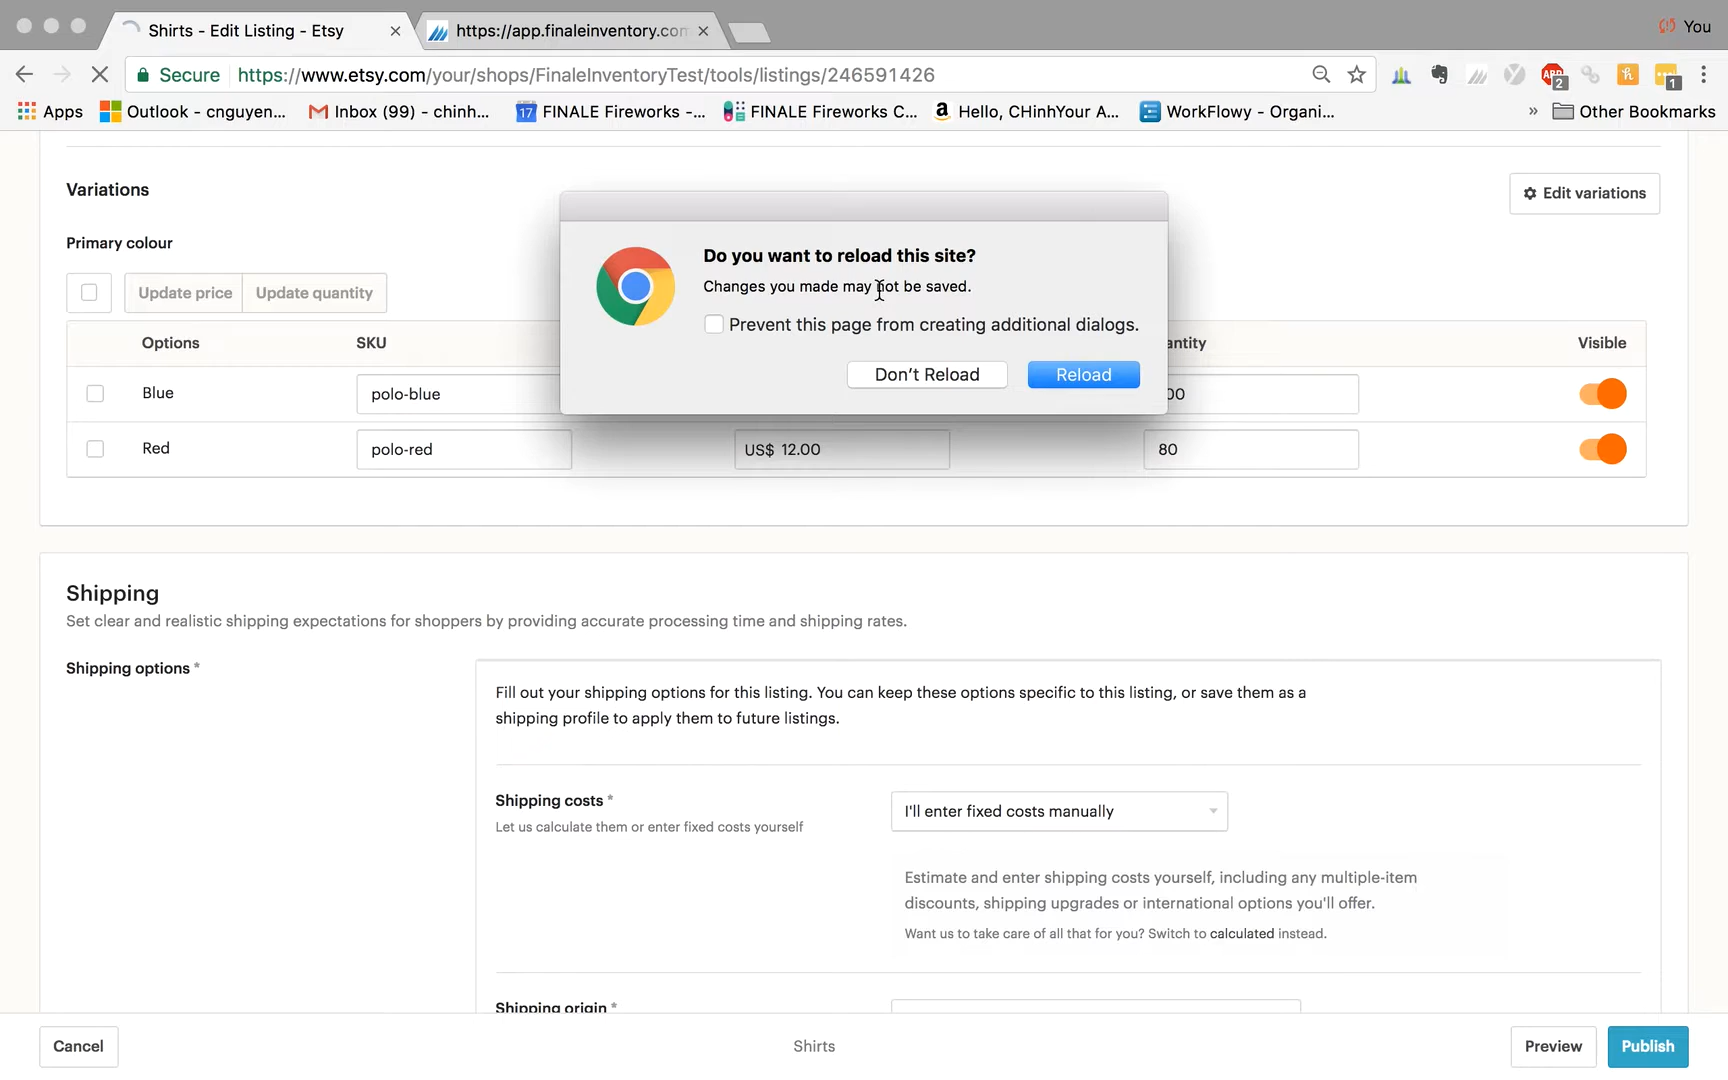 Shirts - Edit Listing - Etsy
https://app.finaleinventory.com
You
Secure https://www.etsy.com/your/shops/FinaleInventoryTest/tools/listings/246591426
ABP 2 h 1
Apps Outlook - cnguyen... Inbox (99) - chinh... 17 FINALE Fireworks -... FINALE Fireworks C... a Hello, CHinhYour A... WorkFlowy - Organi... » Other Bookmarks
Variations
Edit variations
Primary colour
Update price Update quantity
Options SKU antity Visible
Blue polo-blue 00
Red polo-red US$ 12.00 80
Do you want to reload this site?
Changes you made may not be saved.
Prevent this page from creating additional dialogs.
Don't Reload Reload
Shipping
Set clear and realistic shipping expectations for shoppers by providing accurate processing time and shipping rates.
Shipping options *
Fill out your shipping options for this listing. You can keep these options specific to this listing, or save them as a
shipping profile to apply them to future listings.
Shipping costs *
Let us calculate them or enter fixed costs yourself
I'll enter fixed costs manually
Estimate and enter shipping costs yourself, including any multiple-item
discounts, shipping upgrades or international options you'll offer.
Want us to take care of all that for you? Switch to calculated instead.
Shipping origin *
Cancel Shirts Preview Publish